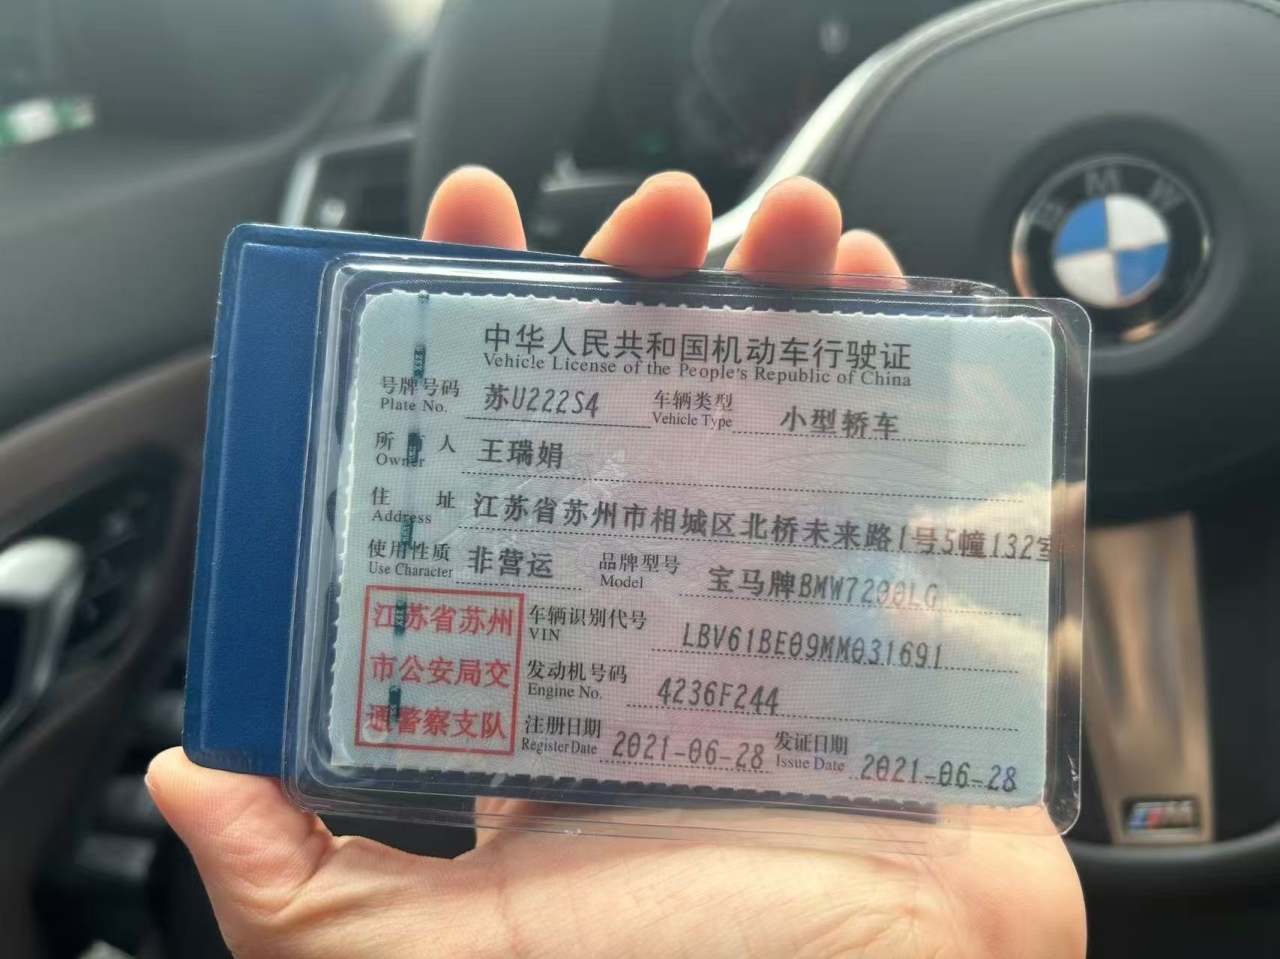 中华人民共和国机动车行驶证
Vehicle License of the People's Republic of China
号牌号码 苏U222S4 车辆类型 小型轿车
Plate No. Vehicle Type
所有人 王瑞娟
Owner
住址 江苏省苏州市相城区北桥未来路1号5幢132室
Address
使用性质 非营运 品牌型号 宝马牌BMW7200LG
Use Character Model
江苏省苏州
市公安局交
通警察支队
车辆识别代号 LBV61BE09MM031691
VIN
发动机号码 4236F244
Engine No.
注册日期 2021-06-28 发证日期 2021-06-28
Register Date Issue Date
BMW
M